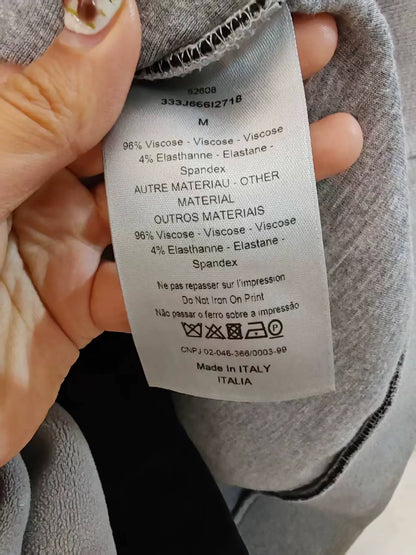 52608
333J666I271B
M
96% Viscose - Viscose - Viscose
4% Elasthanne - Elastane -
Spandex
AUTRE MATERIAU - OTHER
MATERIAL
OUTROS MATERIAIS
96% Viscose - Viscose - Viscose
4% Elasthanne - Elastane -
Spandex
Ne pas repasser sur l'impression
Do Not Iron On Print
Não passar o ferro sobre a impressão
CNPJ 02-046-366/0003-99
Made In ITALY
ITALIA